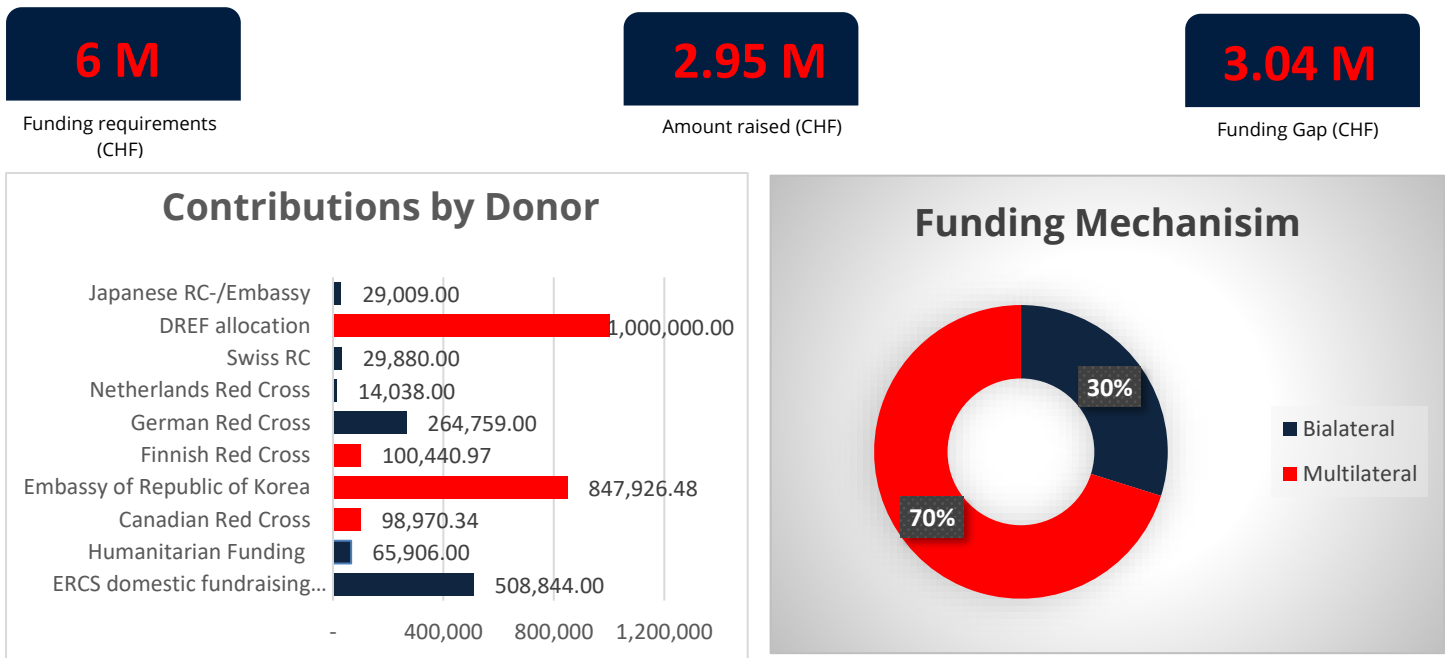 6 M
Funding requirements
(CHF)
2.95 M
Amount raised (CHF)
3.04 M
Funding Gap (CHF)
Contributions by Donor
Japanese RC-/Embassy 29,009.00
DREF allocation 1,000,000.00
Swiss RC 29,880.00
Netherlands Red Cross 14,038.00
German Red Cross 264,759.00
Finnish Red Cross 100,440.97
Embassy of Republic of Korea 847,926.48
Canadian Red Cross 98,970.34
Humanitarian Funding 65,906.00
ERCS domestic fundraising... 508,844.00
- 400,000 800,000 1,200,000
Funding Mechanisim
30%
70%
Bialateral
Multilateral